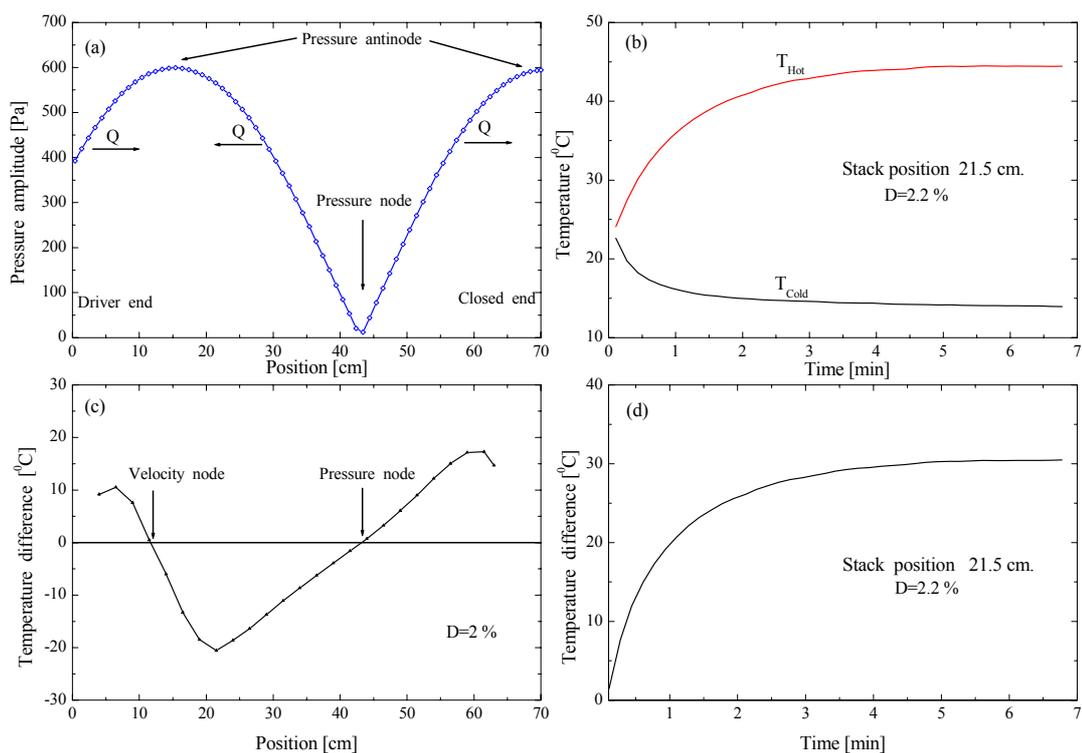 (a)
Pressure antinode
Q
Q
Q
Pressure node
Driver end
Closed end
700
600
500
400
300
200
100
0
0 10 20 30 40 50 60 70
Pressure amplitude [Pa]
Position [cm]
(b)
T Hot
Stack position 21.5 cm.
D=2.2 %
T Cold
50
40
30
20
10
0 1 2 3 4 5 6 7
Temperature [⁰C]
Time [min]
(c)
Velocity node
Pressure node
D=2 %
30
20
10
0
-10
-20
-30
0 10 20 30 40 50 60 70
Temperature difference [⁰C]
Position [cm]
(d)
Stack position 21.5 cm.
D=2.2 %
40
30
20
10
0
1 2 3 4 5 6 7
Temperature difference [⁰C]
Time [min]